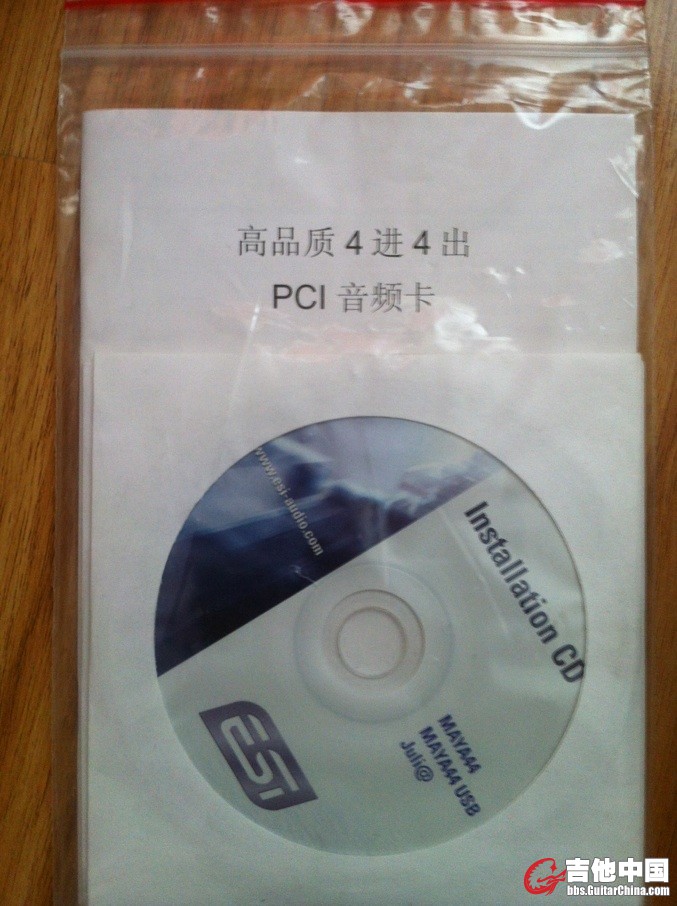 高品质 4 进 4 出
PCI 音频卡
www.esi-audio.com
Installation CD
ESI
MAYA44
MAYA44 USB
Juli@
吉他中国
bbs.GuitarChina.com